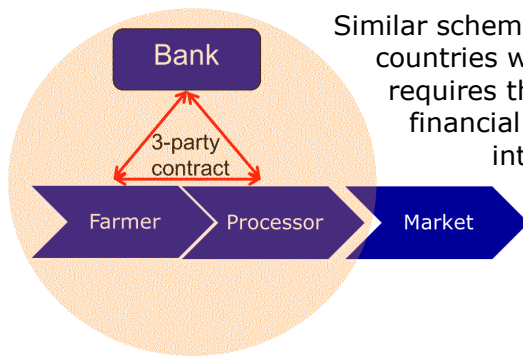 Similar schem
Bank
countries w
requires th
financial
3-party
contract
int
Farmer
Processor
Market